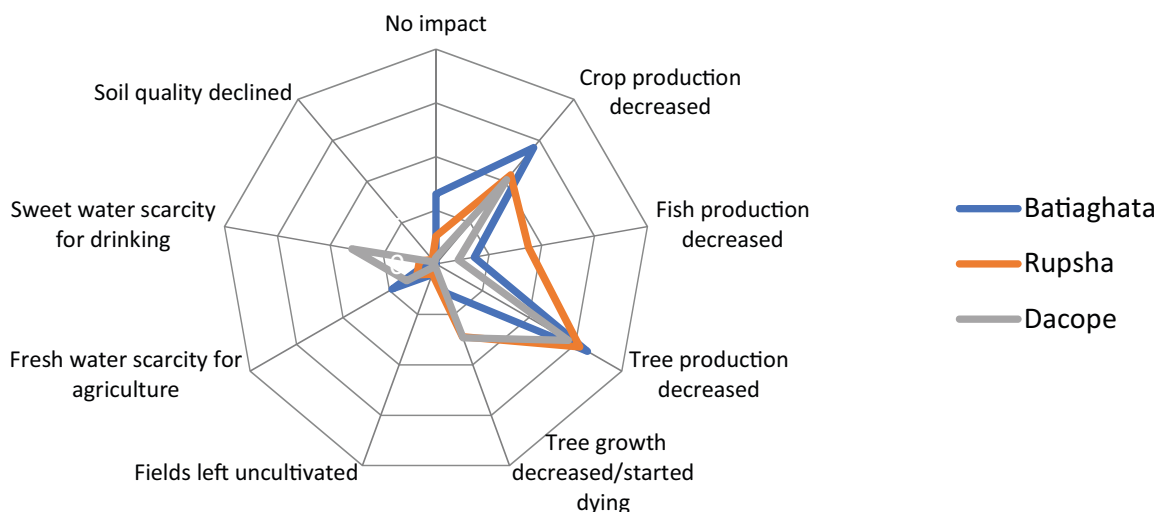 No impact
Crop production
decreased
Fish production
decreased
Tree production
decreased
Tree growth
decreased/started
dying
Fields left uncultivated
Fresh water scarcity for
agriculture
Sweet water scarcity
for drinking
Soil quality declined
Batiaghata
Rupsha
Dacope